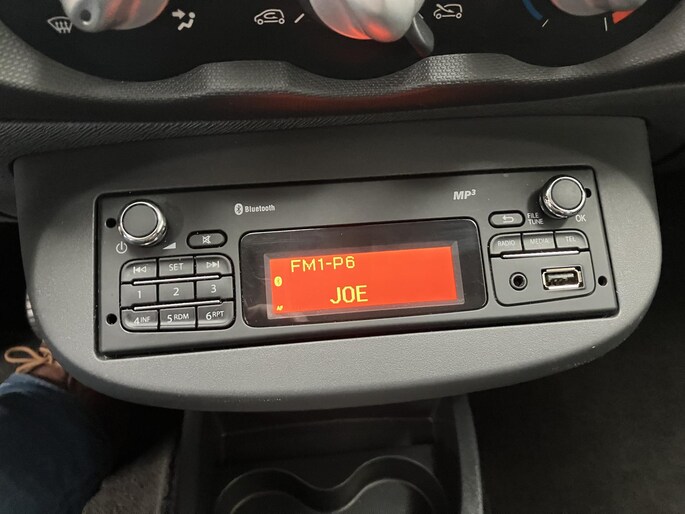 Bluetooth
MP3
FILE
TUNE
OK
SET
RADIO
MEDIA
TEL
1
2
3
4 INF
5 RDM
6 RPT
FM1-P6
JOE
AF